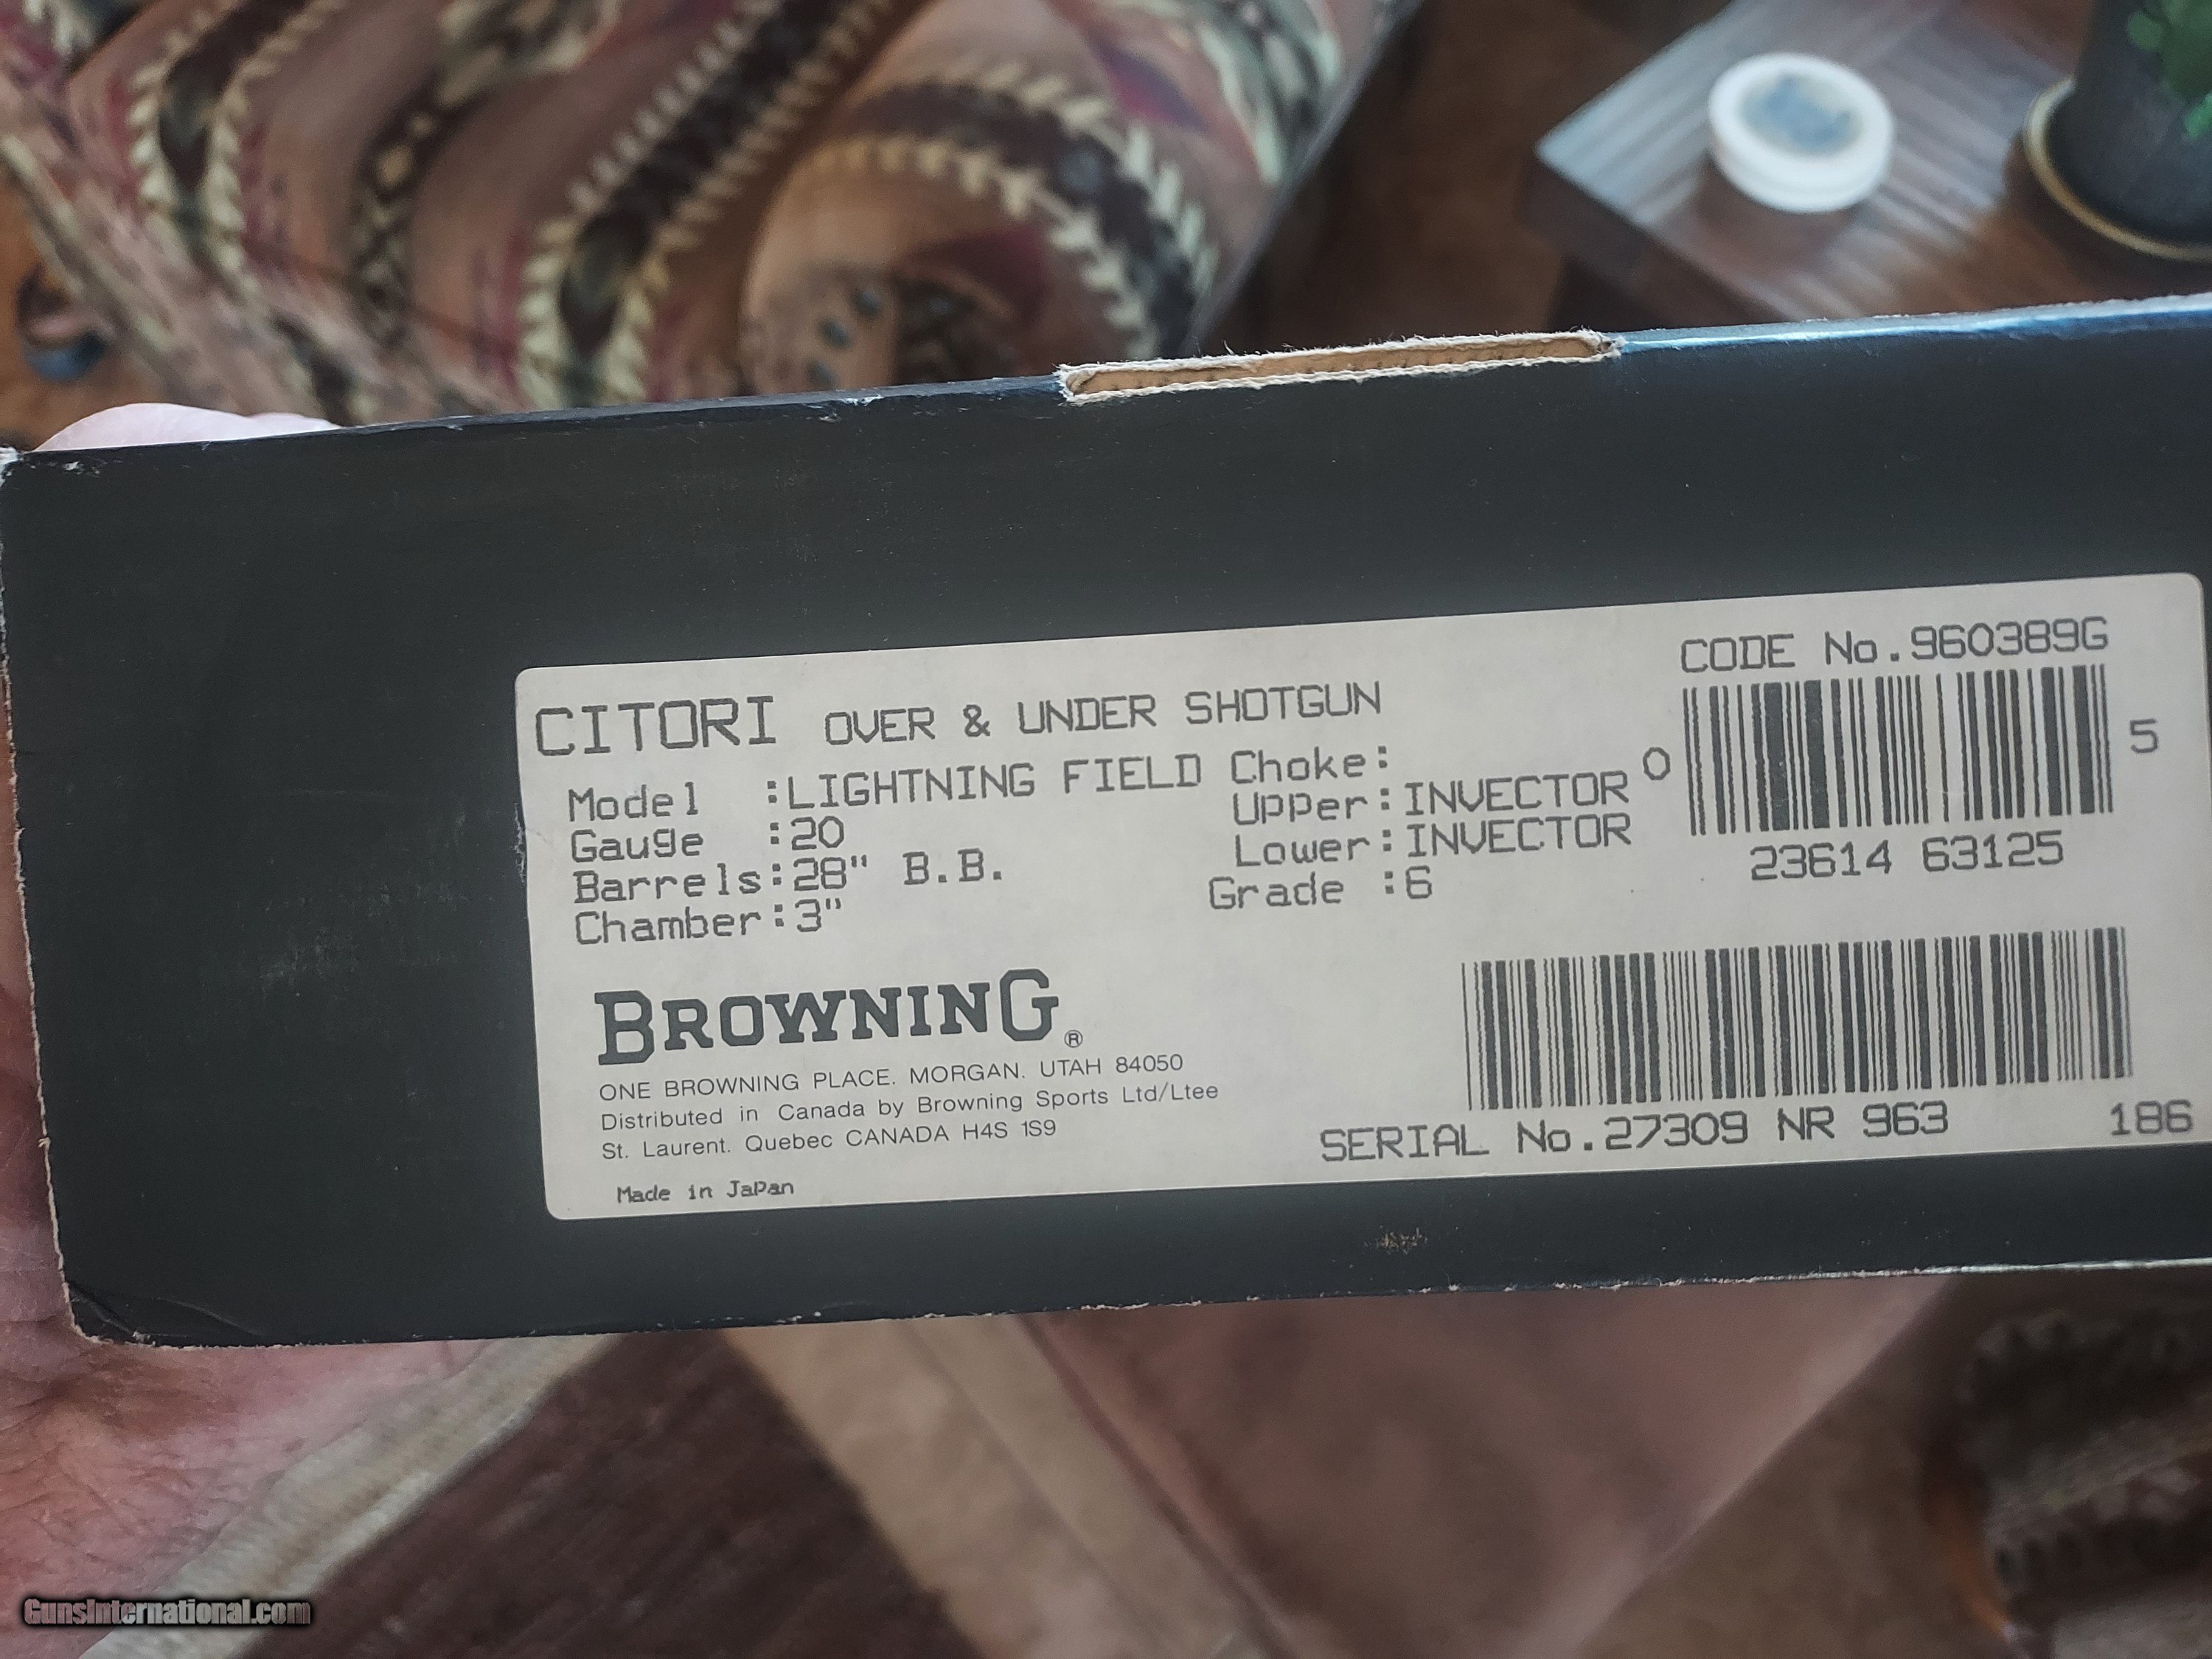 CITORI OVER & UNDER SHOTGUN
Model :LIGHTNING FIELD
Gauge :20
Barrels:28" B.B.
Chamber:3"
Choke:
Upper:INVECTOR
Lower:INVECTOR
Grade :6
CODE No.960389G
0 23614 63125 5
BROWNING®
ONE BROWNING PLACE. MORGAN. UTAH 84050
Distributed in Canada by Browning Sports Ltd/Ltee
St. Laurent. Quebec CANADA H4S 1S9
Made in Japan
SERIAL No.27309 NR 963 186
GunsInternational.com